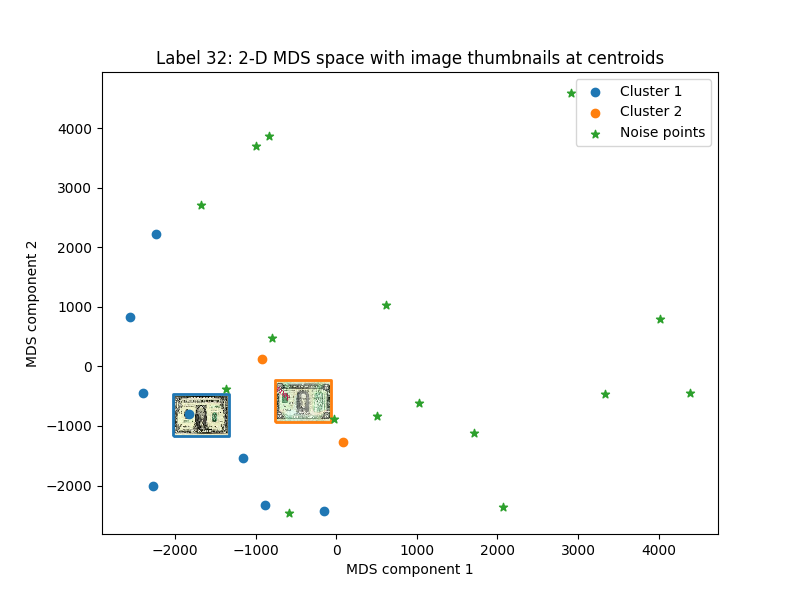 Label 32: 2-D MDS space with image thumbnails at centroids
Cluster 1
Cluster 2
Noise points
MDS component 2
4000
3000
2000
1000
0
−1000
−2000
−2000
−1000
0
1000
2000
3000
4000
MDS component 1